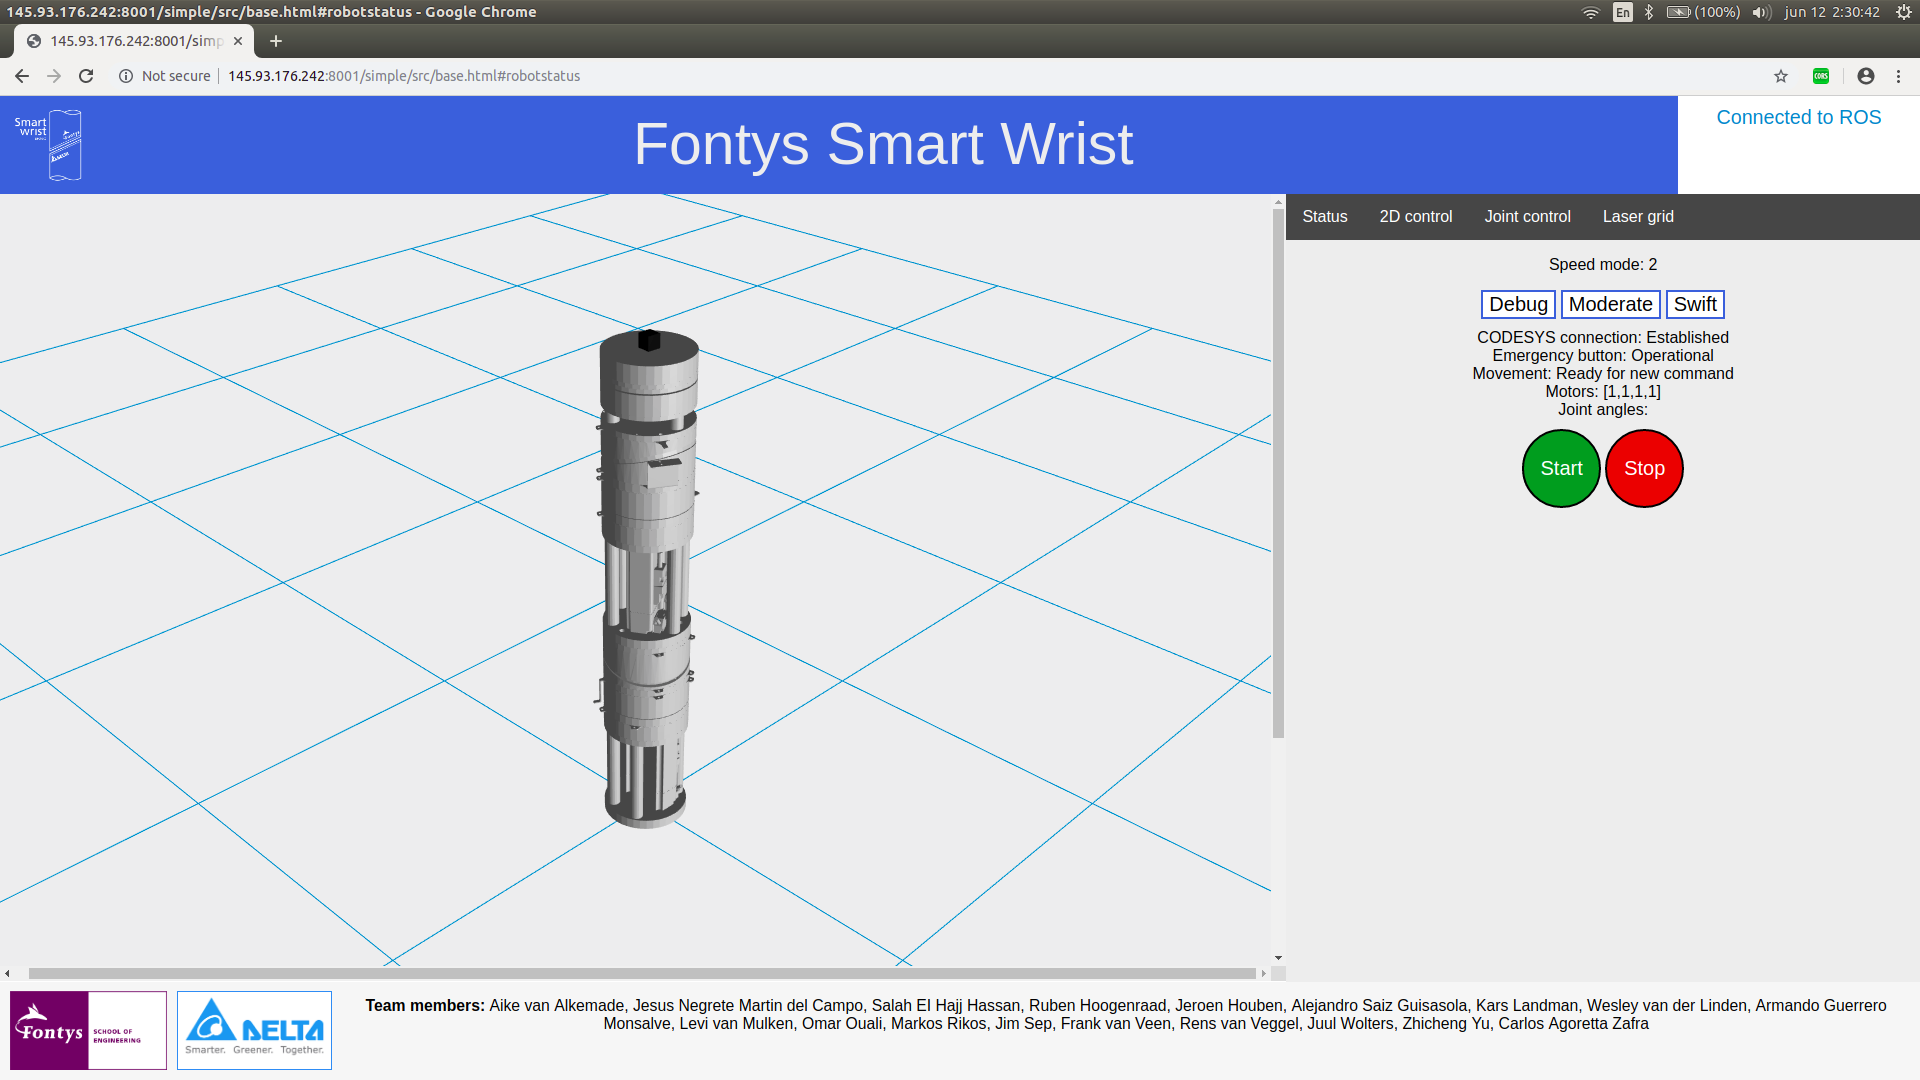 145.93.176.242:8001/simple/src/base.html#robotstatus - Google Chrome
En (100%) jun 12 2:30:42
145.93.176.242:8001/simp
Not secure 145.93.176.242:8001/simple/src/base.html#robotstatus
CORS
Smart
wrist
Fontys Smart Wrist
Connected to ROS
Status 2D control Joint control Laser grid
Speed mode: 2
Debug Moderate Swift
CODESYS connection: Established
Emergency button: Operational
Movement: Ready for new command
Motors: [1,1,1,1]
Joint angles:
Start Stop
Fontys
SCHOOL OF
ENGINEERING
DELTA
Smarter. Greener. Together.
Team members: Aike van Alkemade, Jesus Negrete Martin del Campo, Salah El Hajj Hassan, Ruben Hoogenraad, Jeroen Houben, Alejandro Saiz Guisasola, Kars Landman, Wesley van der Linden, Armando Guerrero
Monsalve, Levi van Mulken, Omar Ouali, Markos Rikos, Jim Sep, Frank van Veen, Rens van Veggel, Juul Wolters, Zhicheng Yu, Carlos Agoretta Zafra